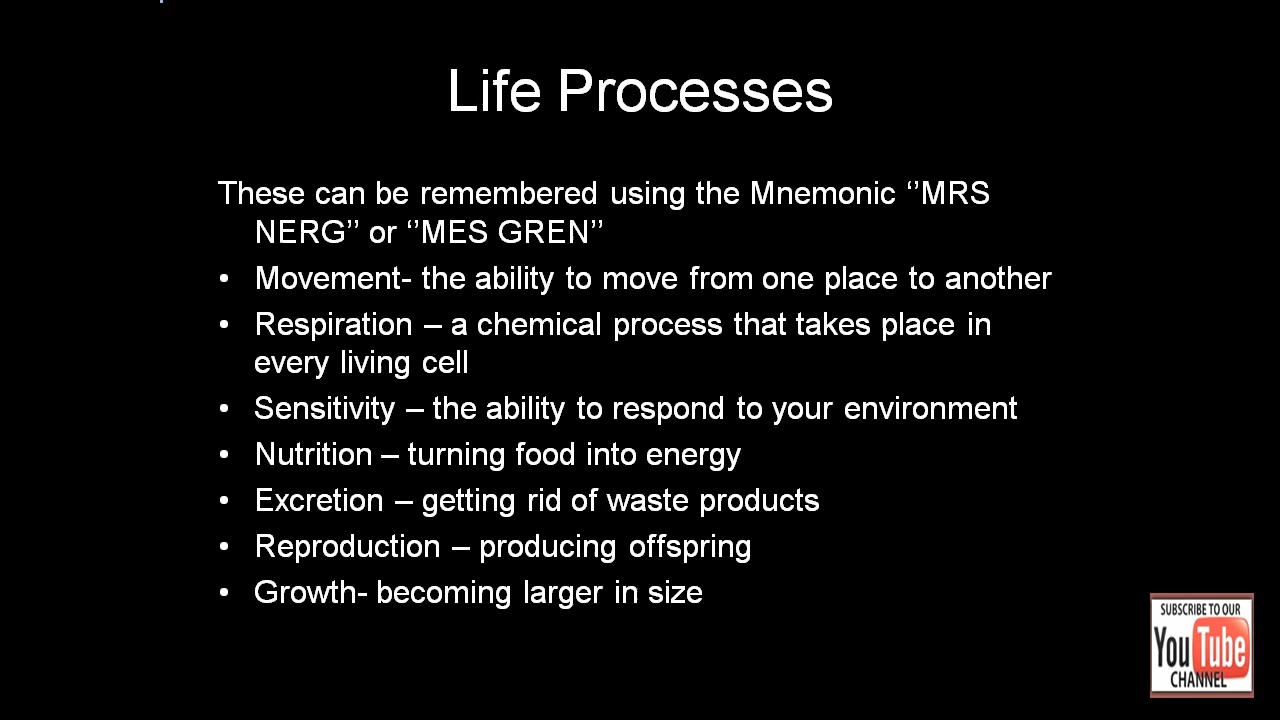 Life Processes
These can be remembered using the Mnemonic ‘’MRS
NERG’’ or ‘’MES GREN’’
• Movement- the ability to move from one place to another
• Respiration – a chemical process that takes place in
every living cell
• Sensitivity – the ability to respond to your environment
• Nutrition – turning food into energy
• Excretion – getting rid of waste products
• Reproduction – producing offspring
• Growth- becoming larger in size
SUBSCRIBE TO OUR
YouTube
CHANNEL